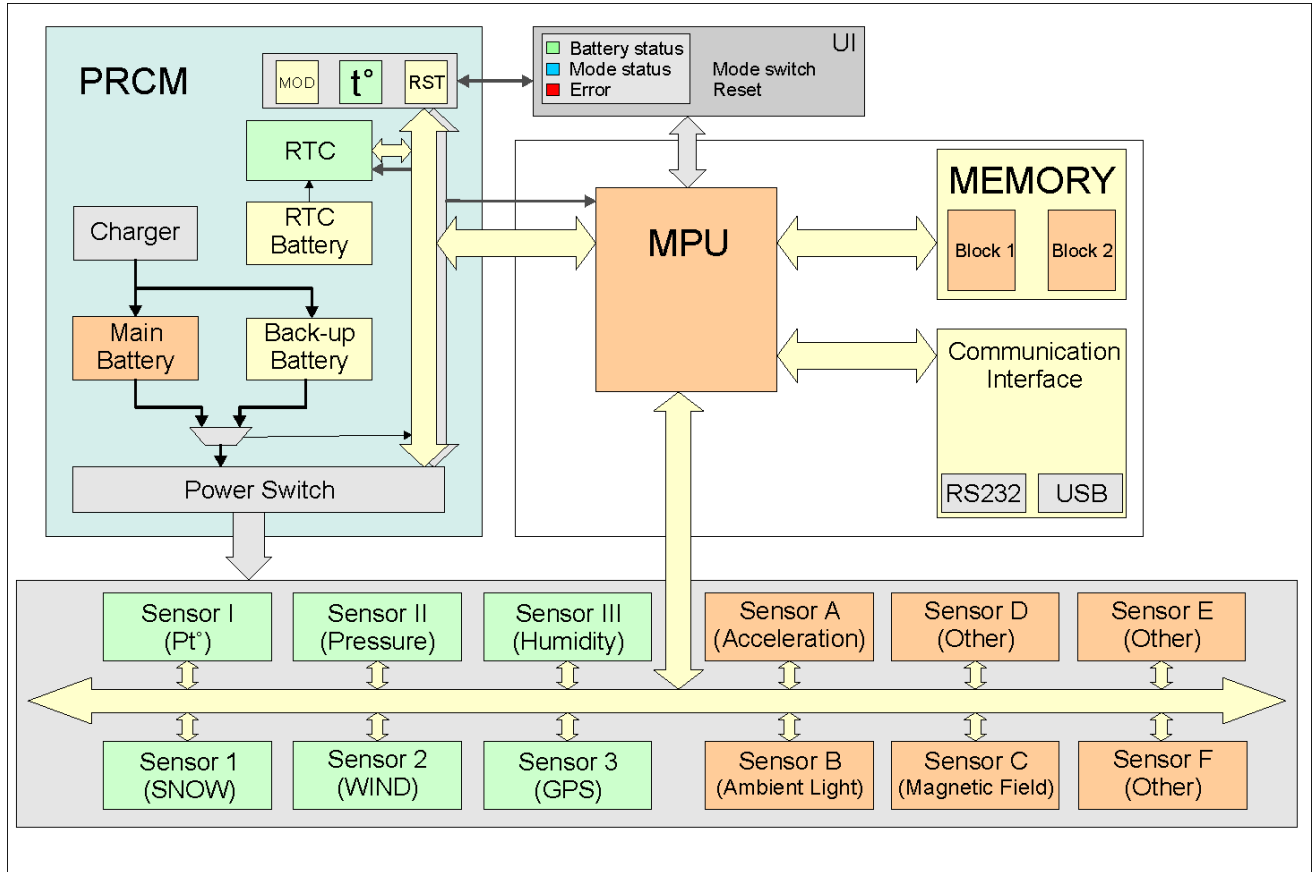 PRCM
MOD
t°
RST
UI
Battery status
Mode status
Error
Mode switch
Reset
RTC
RTC
Battery
Charger
Main
Battery
Back-up
Battery
Power Switch
MPU
MEMORY
Block 1
Block 2
Communication
Interface
RS232
USB
Sensor I
(Pt°)
Sensor II
(Pressure)
Sensor III
(Humidity)
Sensor A
(Acceleration)
Sensor D
(Other)
Sensor E
(Other)
Sensor 1
(SNOW)
Sensor 2
(WIND)
Sensor 3
(GPS)
Sensor B
(Ambient Light)
Sensor C
(Magnetic Field)
Sensor F
(Other)